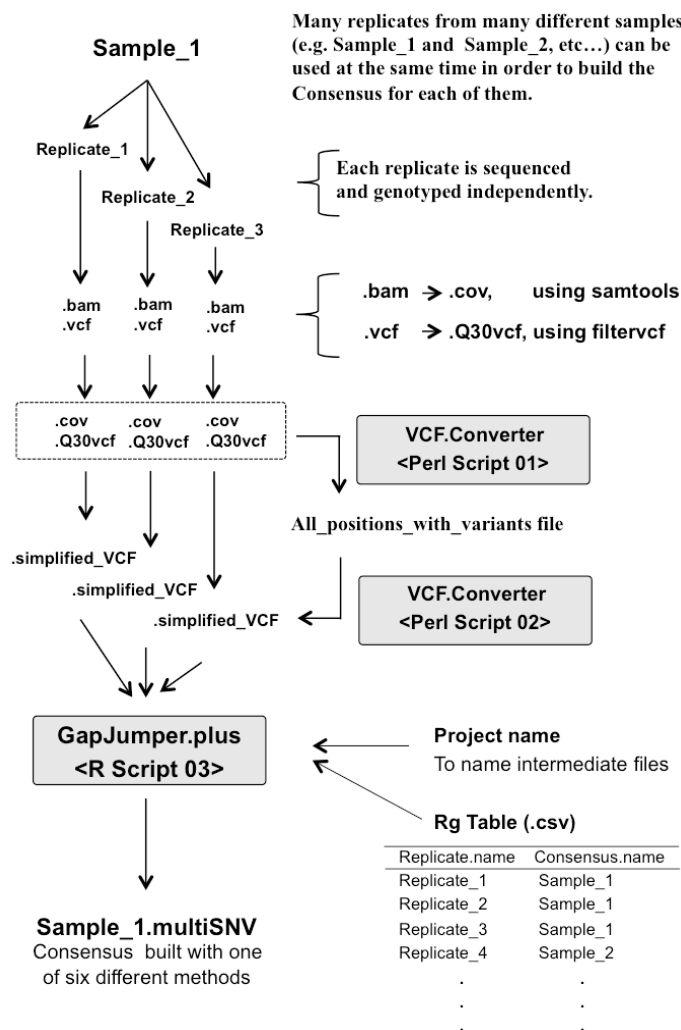 Many replicates from many different samples
(e.g. Sample_1 and Sample_2, etc…) can be
used at the same time in order to build the
Consensus for each of them.
Sample_1
Replicate_1
Replicate_2
Replicate_3
Each replicate is sequenced
and genotyped independently.
.bam .bam .bam
.vcf .vcf .vcf
.bam → .cov, using samtools
.vcf → .Q30vcf, using filtervcf
.cov .cov .cov
.Q30vcf .Q30vcf .Q30vcf
VCF.Converter
<Perl Script 01>
All_positions_with_variants file
.simplified_VCF
.simplified_VCF
.simplified_VCF
VCF.Converter
<Perl Script 02>
GapJumper.plus
<R Script 03>
Project name
To name intermediate files
Rg Table (.csv)
Replicate.name Consensus.name
Replicate_1 Sample_1
Replicate_2 Sample_1
Replicate_3 Sample_1
Replicate_4 Sample_2
. .
. .
. .
Sample_1.multiSNV
Consensus built with one
of six different methods